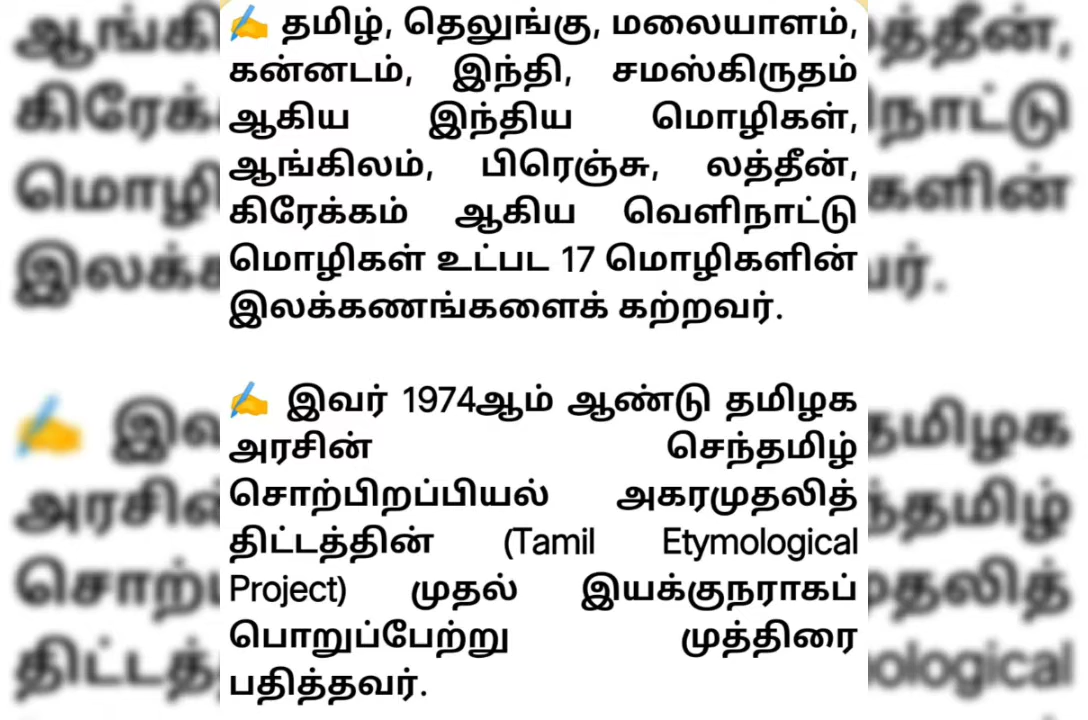 ✍️ தமிழ், தெலுங்கு, மலையாளம்,
கன்னடம், இந்தி, சமஸ்கிருதம்
ஆகிய இந்திய மொழிகள்,
ஆங்கிலம், பிரெஞ்சு, லத்தீன்,
கிரேக்கம் ஆகிய வெளிநாட்டு
மொழிகள் உட்பட 17 மொழிகளின்
இலக்கணங்களைக் கற்றவர்.
✍️ இவர் 1974ஆம் ஆண்டு தமிழக
அரசின் செந்தமிழ்
சொற்பிறப்பியல் அகரமுதலித்
திட்டத்தின் (Tamil Etymological
Project) முதல் இயக்குநராகப்
பொறுப்பேற்று முத்திரை
பதித்தவர்.